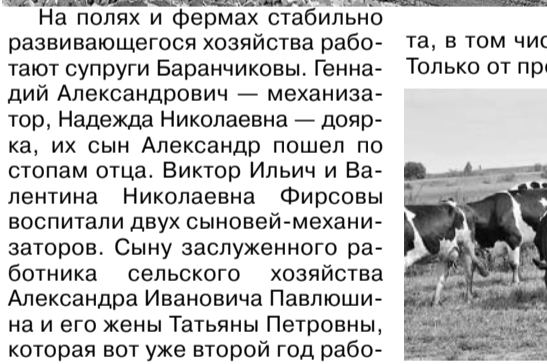 На полях и фермах стабильно
развивающегося хозяйства рабо-
тают супруги Баранчиковы. Генна-
дий Александрович — механиза-
тор, Надежда Николаевна — дояр-
ка, их сын Александр пошел по
стопам отца. Виктор Ильич и Ва-
лентина Николаевна Фирсовы
воспитали двух сыновей-механи-
заторов. Сыну заслуженного ра-
ботника сельского хозяйства
Александра Ивановича Павлюши-
на и его жены Татьяны Петровны,
которая вот уже второй год рабо-
та, в том чис
Только от пр